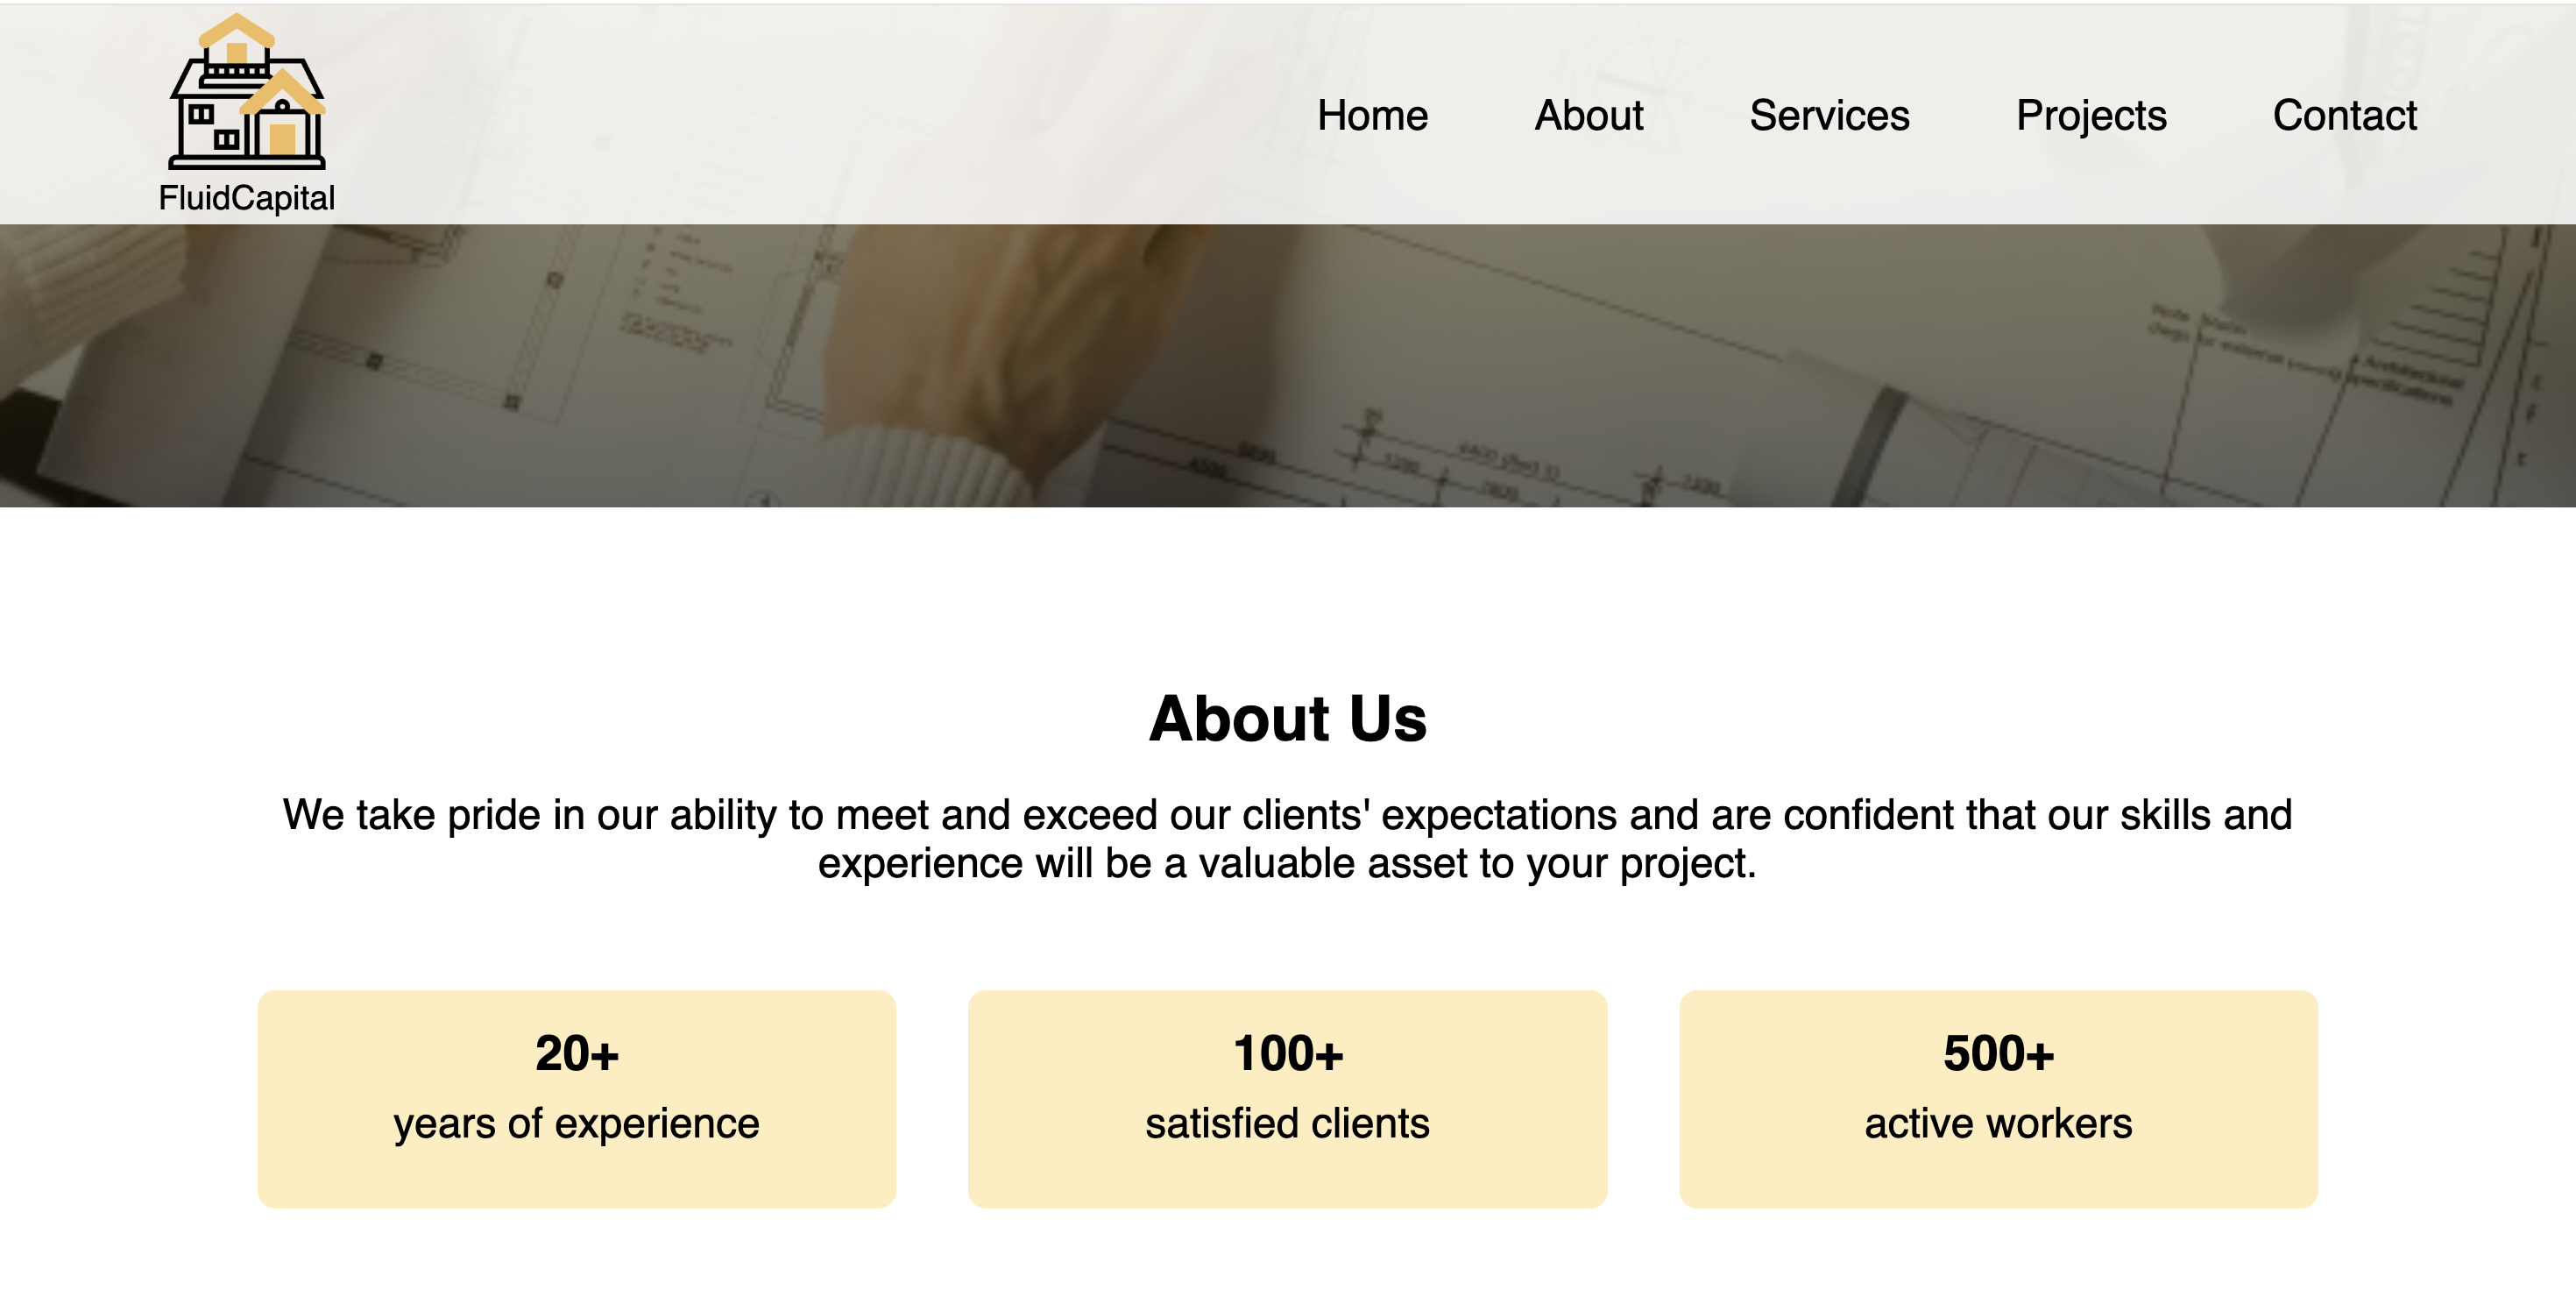 FluidCapital
Home About Services Projects Contact
About Us
We take pride in our ability to meet and exceed our clients' expectations and are confident that our skills and
experience will be a valuable asset to your project.
20+
years of experience
100+
satisfied clients
500+
active workers